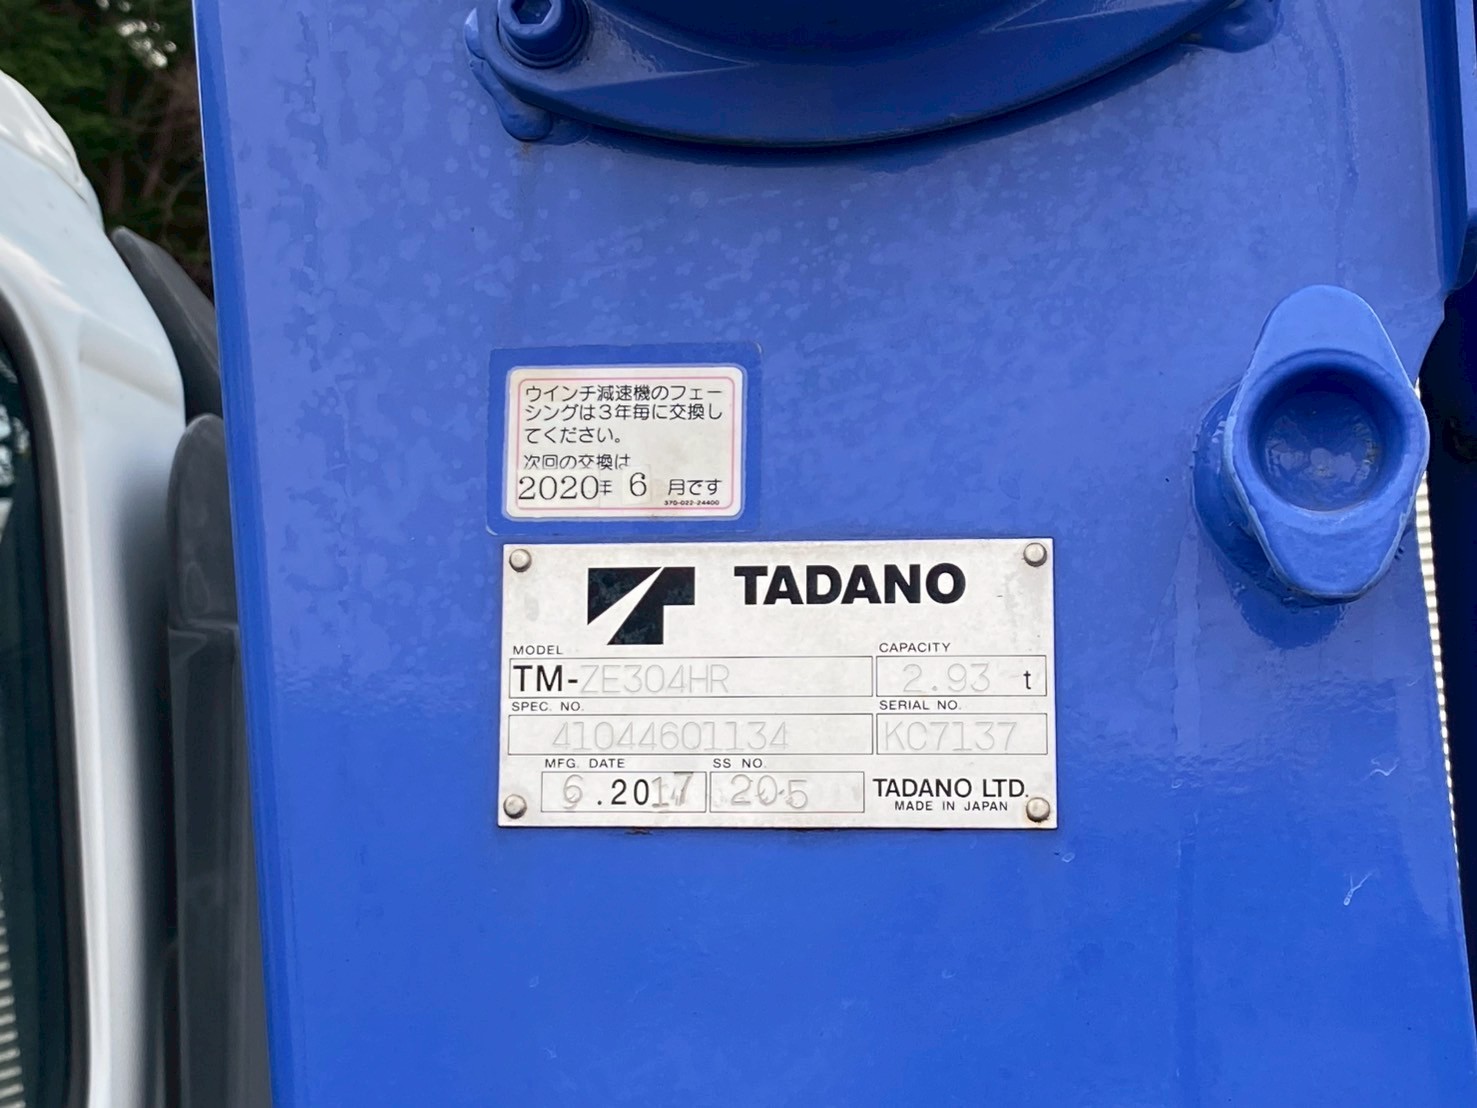 ウインチ減速機のフェー
シングは3年毎に交換し
てください。
次回の交換は
2020年 6 月です
370-022-24400
TADANO
MODEL CAPACITY
TM-ZE304HR 2.93 t
SPEC. NO. SERIAL NO.
41044601134 KC7137
MFG. DATE SS NO.
6.2017 205 TADANO LTD.
MADE IN JAPAN